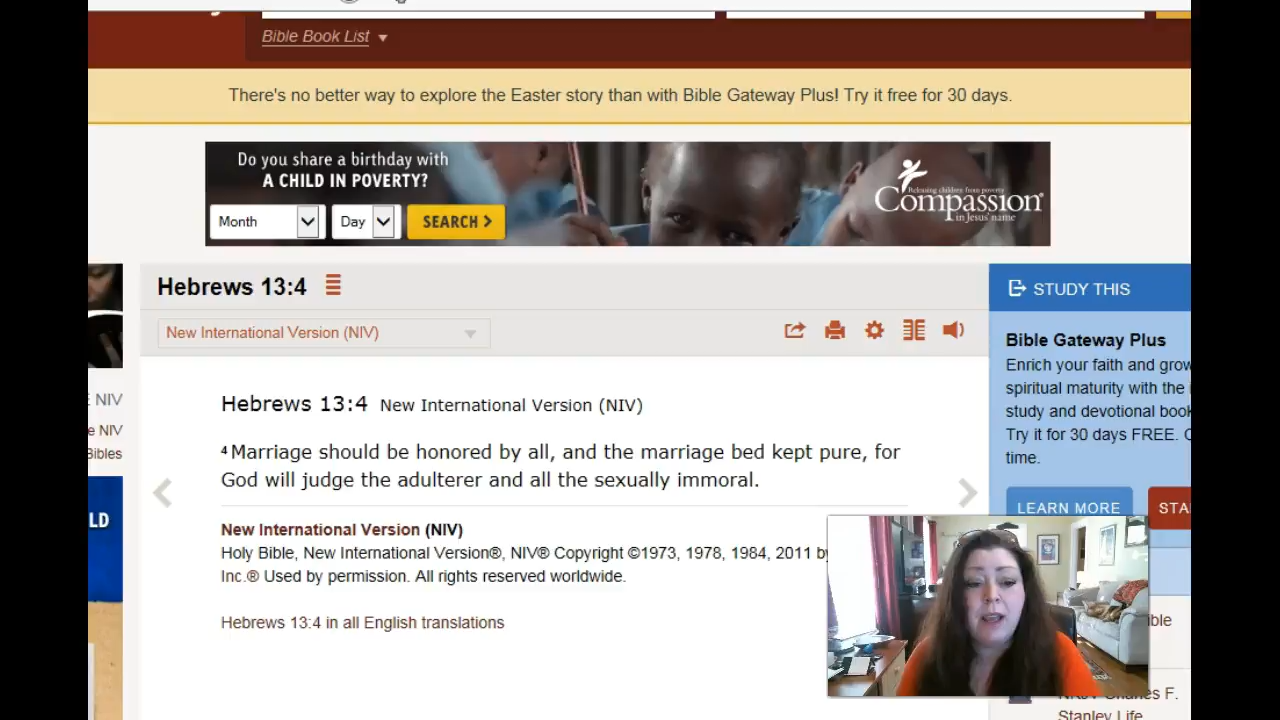 Bible Book List
There's no better way to explore the Easter story than with Bible Gateway Plus! Try it free for 30 days.
Do you share a birthday with
A CHILD IN POVERTY?
Month Day SEARCH
Releasing children from poverty
Compassion®
in Jesus' name
Hebrews 13:4
New International Version (NIV)
STUDY THIS
Bible Gateway Plus
Enrich your faith and grow
spiritual maturity with the
study and devotional book
Try it for 30 days FREE. C
time.
LEARN MORE STA
E NIV
e NIV
Bibles
LD
Hebrews 13:4 New International Version (NIV)
4 Marriage should be honored by all, and the marriage bed kept pure, for
God will judge the adulterer and all the sexually immoral.
New International Version (NIV)
Holy Bible, New International Version®, NIV® Copyright ©1973, 1978, 1984, 2011 by
Inc.® Used by permission. All rights reserved worldwide.
Hebrews 13:4 in all English translations
ible
NKJV Charles F.
Stanley Life